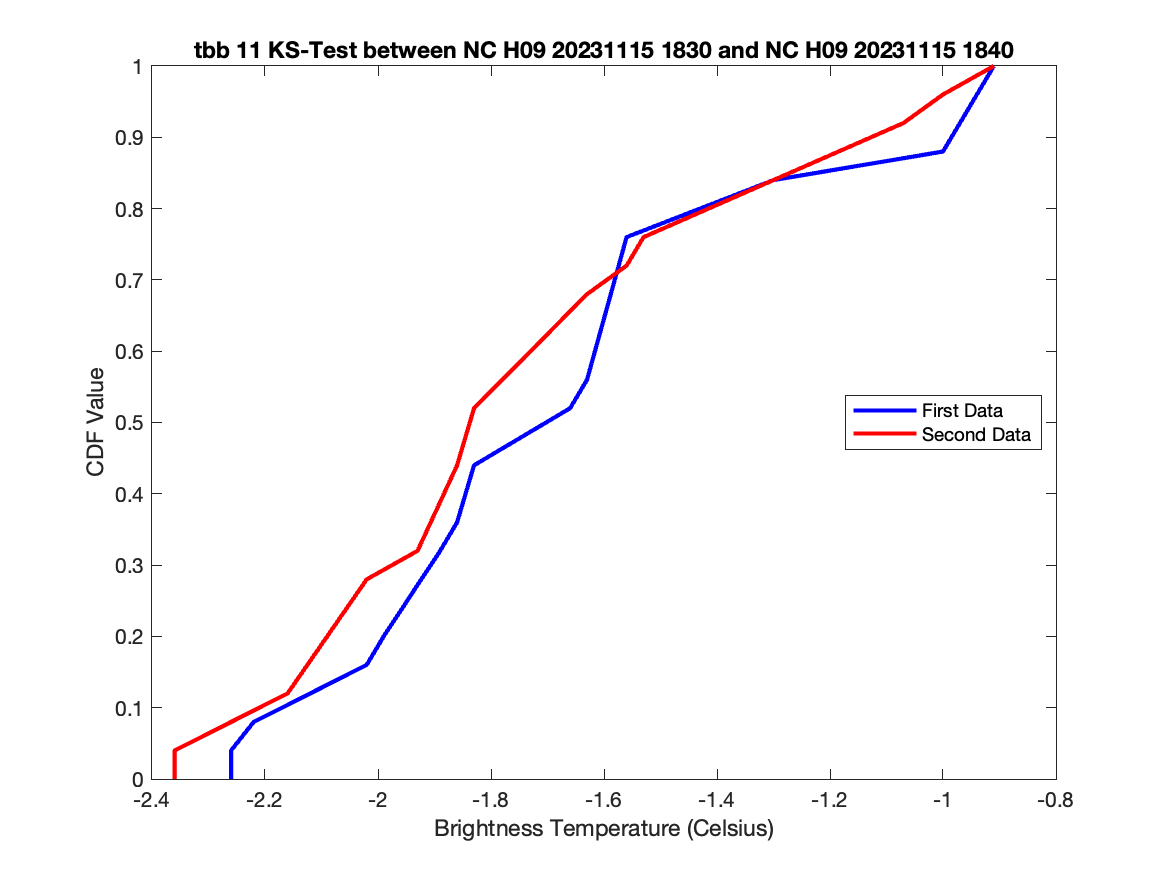 tbb 11 KS-Test between NC H09 20231115 1830 and NC H09 20231115 1840
1
0.9
0.8
0.7
0.6
0.5
0.4
0.3
0.2
0.1
0
CDF Value
First Data
Second Data
-2.4 -2.2 -2 -1.8 -1.6 -1.4 -1.2 -1 -0.8
Brightness Temperature (Celsius)